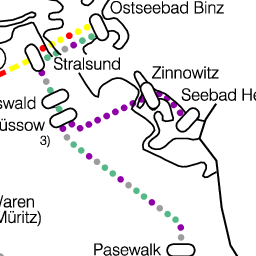 Ostseebad Binz
Stralsund
Zinnowitz
Seebad He
swald
üssow
3)
Waren
Müritz)
Pasewalk